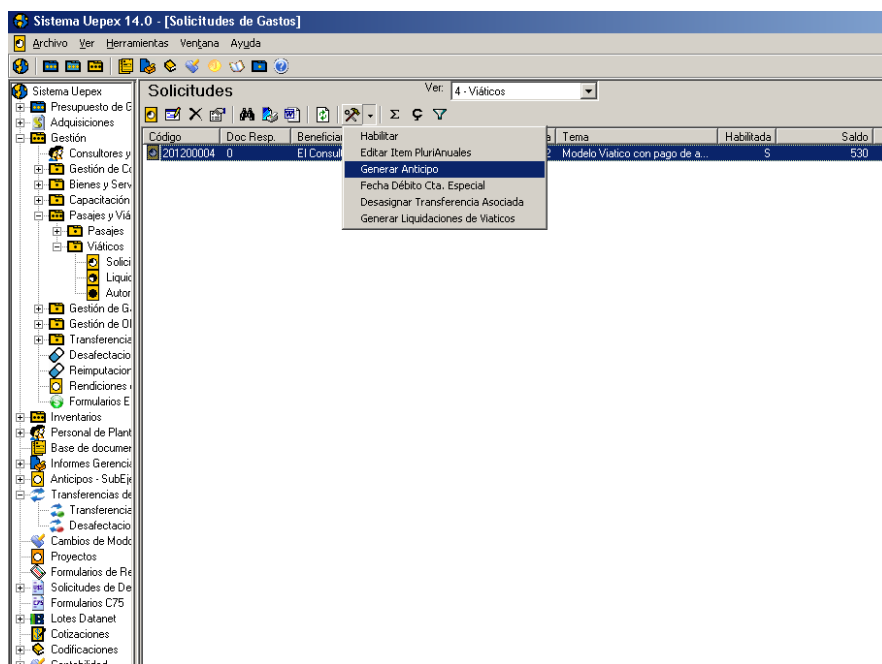 Sistema Uepex 14.0 - [Solicitudes de Gastos]
Archivo Ver Herramientas Ventana Ayuda
Sistema Uepex
Presupuesto de G
Adquisiciones
Gestión
Consultores y
Gestión de Co
Bienes y Serv
Capacitación
Pasajes y Viá
Pasajes
Viáticos
Solici
Liquid
Autor
Gestión de G
Gestión de Ol
Transferencia
Desafectacio
Reimputacion
Rendiciones
Formularios E
Inventarios
Personal de Plant
Base de documen
Informes Gerencia
Anticipos - SubEje
Transferencias de
Transferencia
Desafectacio
Cambios de Mod
Proyectos
Formularios de Re
Solicitudes de De
Formularios C75
Lotes Datanet
Cotizaciones
Codificaciones
Contabilidad
Solicitudes
Ver: 4 - Viáticos
Código Doc Resp. Beneficiar a Tema Habilitada Saldo
201200004 0 El Consul 2 Modelo Viatico con pago de a... S 530
Habilitar
Editar Item PluriAnuales
Generar Anticipo
Fecha Débito Cta. Especial
Desasignar Transferencia Asociada
Generar Liquidaciones de Viaticos